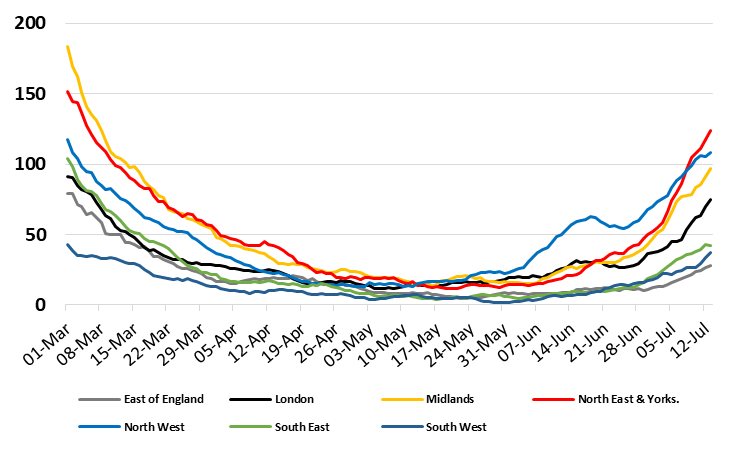 200
150
100
50
0
01-Mar 08-Mar 15-Mar 22-Mar 29-Mar 05-Apr 12-Apr 19-Apr 26-Apr 03-May 10-May 17-May 24-May 31-May 07-Jun 14-Jun 21-Jun 28-Jun 05-Jul 12-Jul
East of England London Midlands North East & Yorks.
North West South East South West